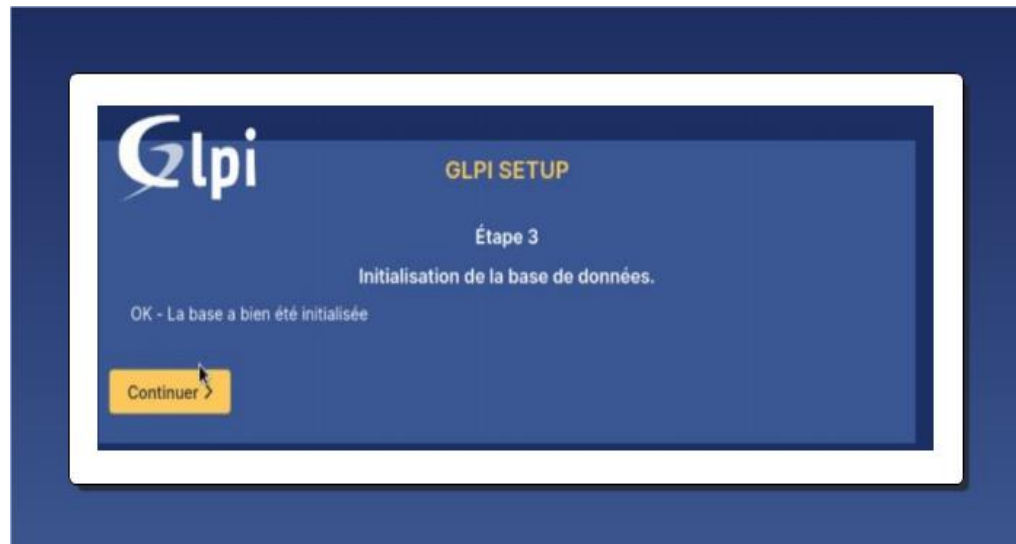 Glpi
GLPI SETUP
Étape 3
Initialisation de la base de données.
OK - La base a bien été initialisée
Continuer >